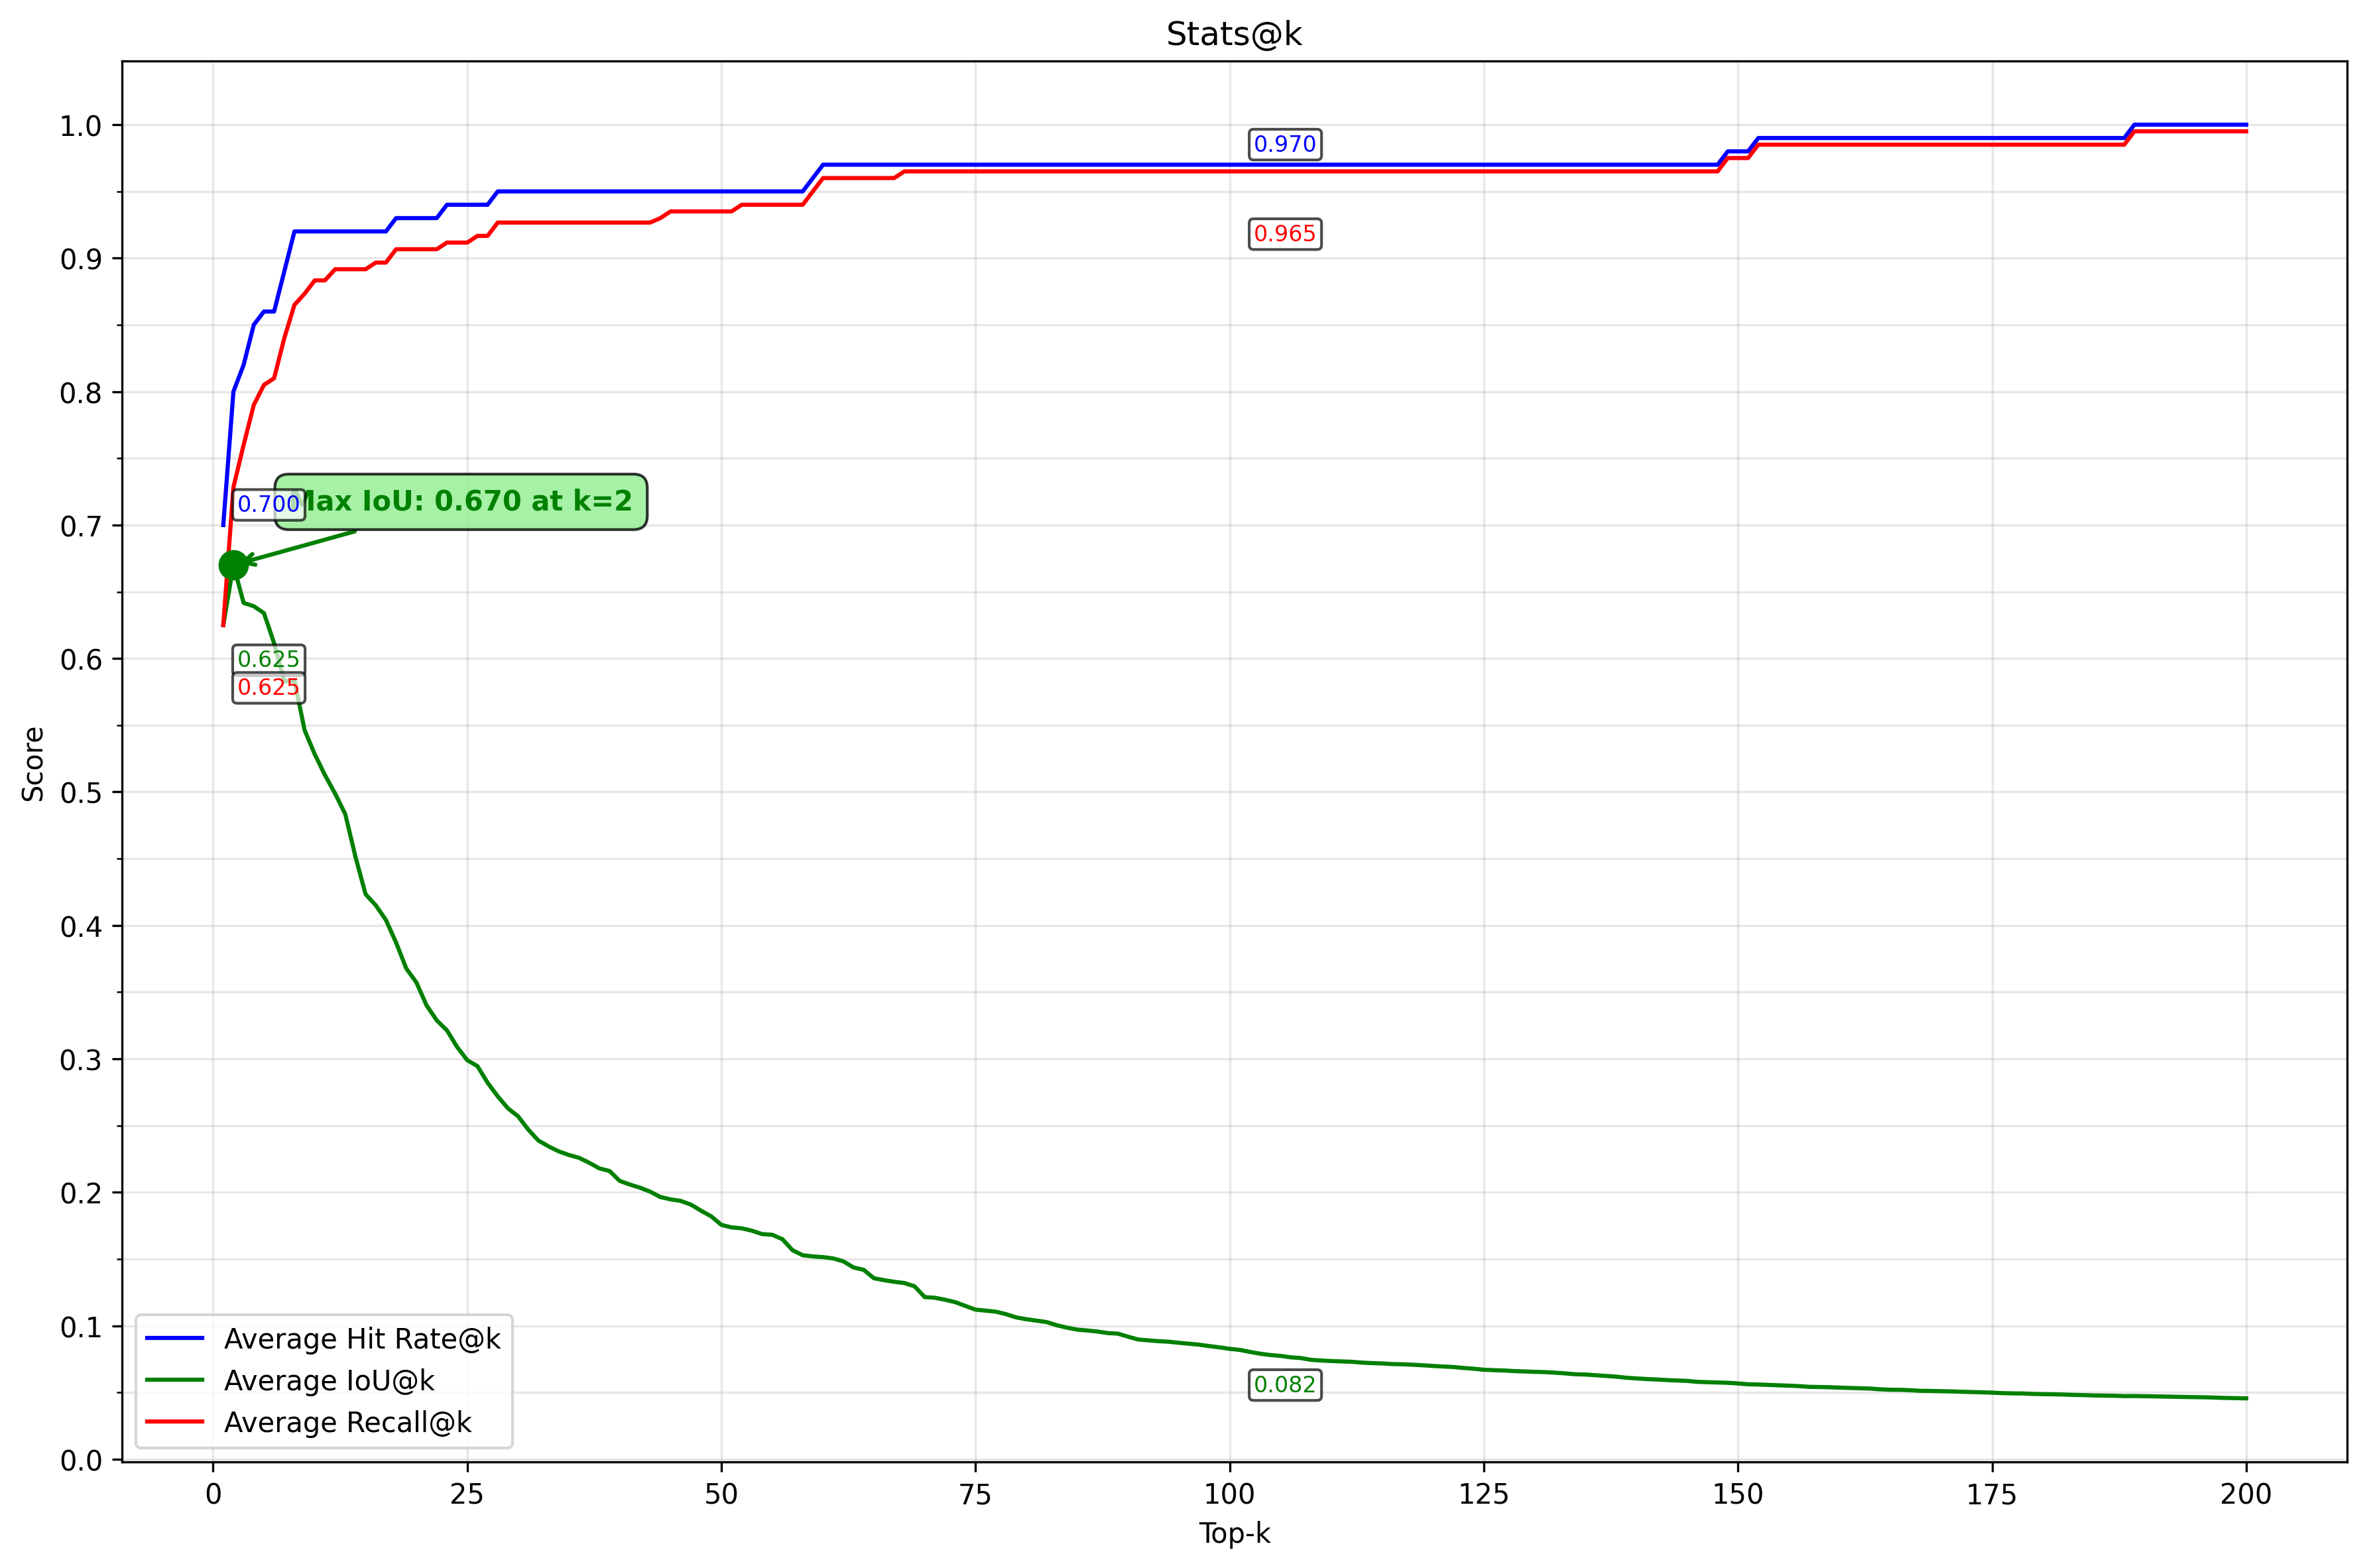 Stats@k
1.0
0.9
0.8
0.7
0.6
0.5
0.4
0.3
0.2
0.1
0.0
Score
0.970
0.965
0.700
Max IoU: 0.670 at k=2
0.625
0.625
0.082
Average Hit Rate@k
Average IoU@k
Average Recall@k
0 25 50 75 100 125 150 175 200
Top-k